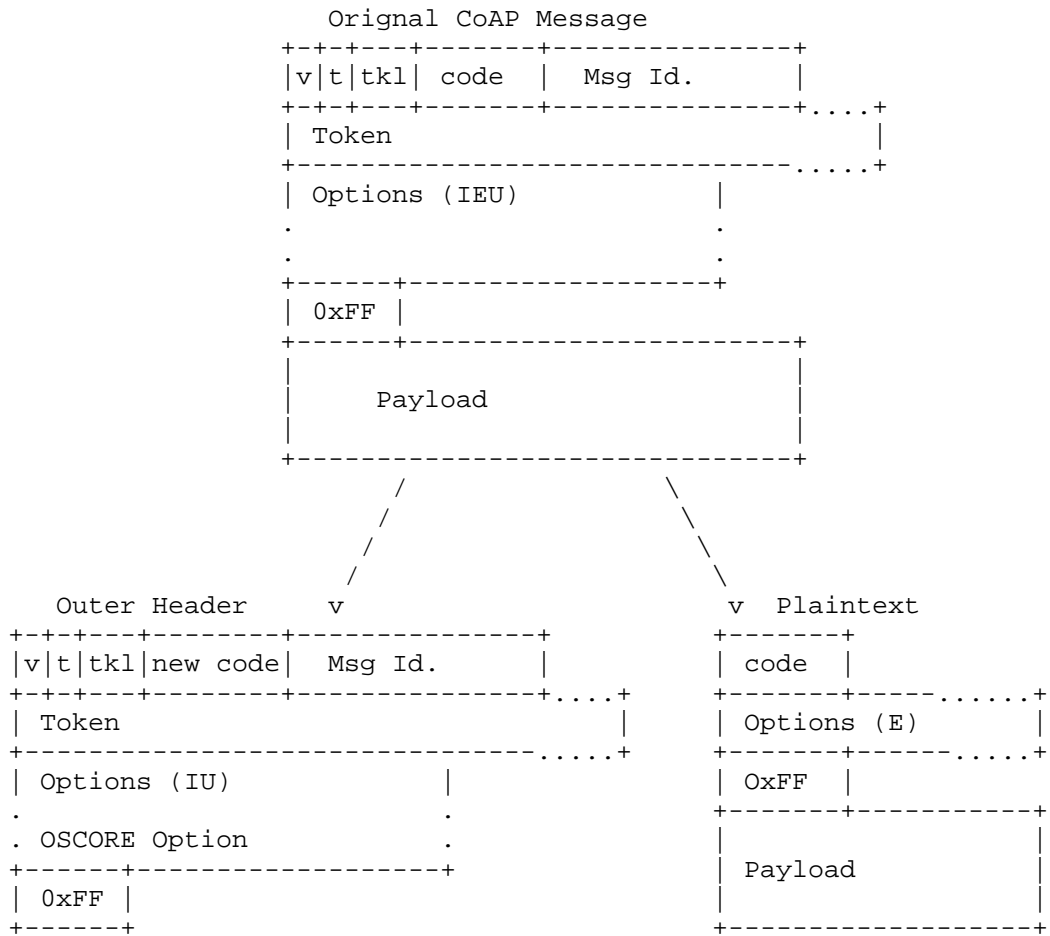 Orignal CoAP Message
v t tkl code Msg Id.
Token
Options (IEU)
0xFF
Payload
Outer Header v v Plaintext
v t tkl new code Msg Id. code
Token Options (E)
Options (IU) OxFF
OSCORE Option
Payload
0xFF